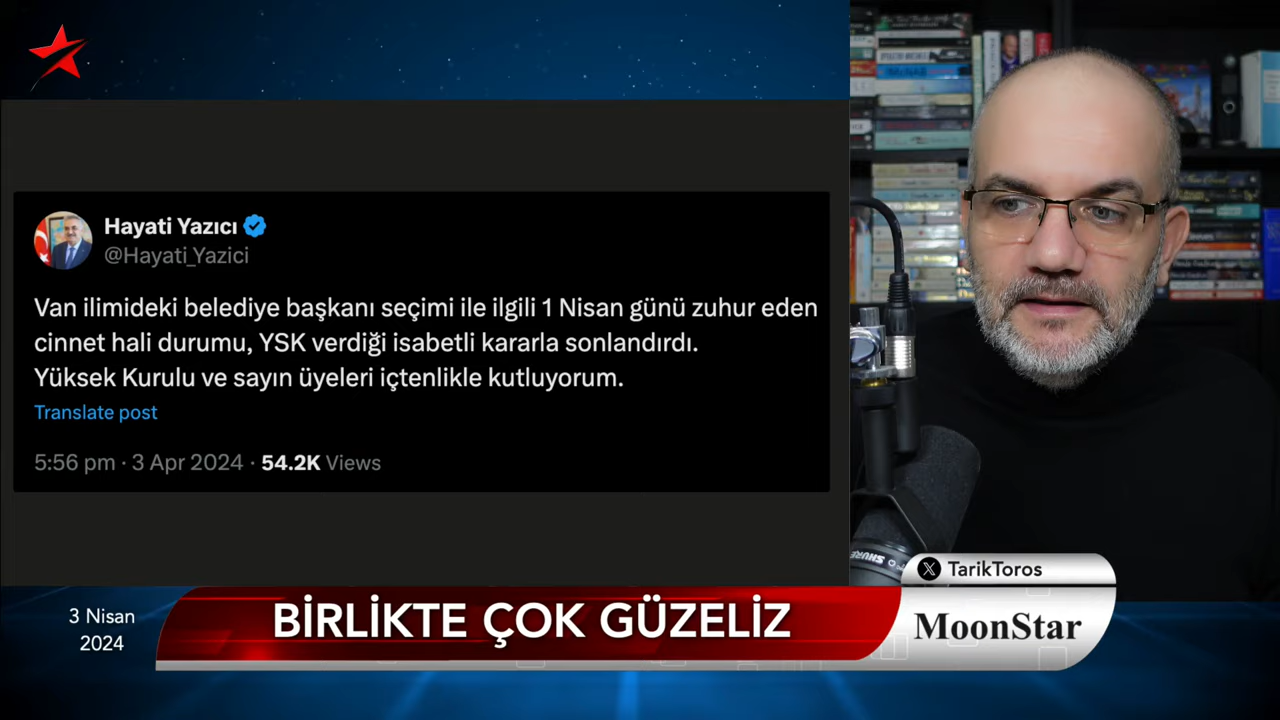 Hayati Yazıcı
@Hayati_Yazici
Van ilimideki belediye başkanı seçimi ile ilgili 1 Nisan günü zuhur eden
cinnet hali durumu, YSK verdiği isabetli kararla sonlandırdı.
Yüksek Kurulu ve sayın üyeleri içtenlikle kutluyorum.
Translate post
5:56 pm · 3 Apr 2024 · 54.2K Views
SHURE
TarikToros
MoonStar
3 Nisan
2024
BİRLİKTE ÇOK GÜZELİZ